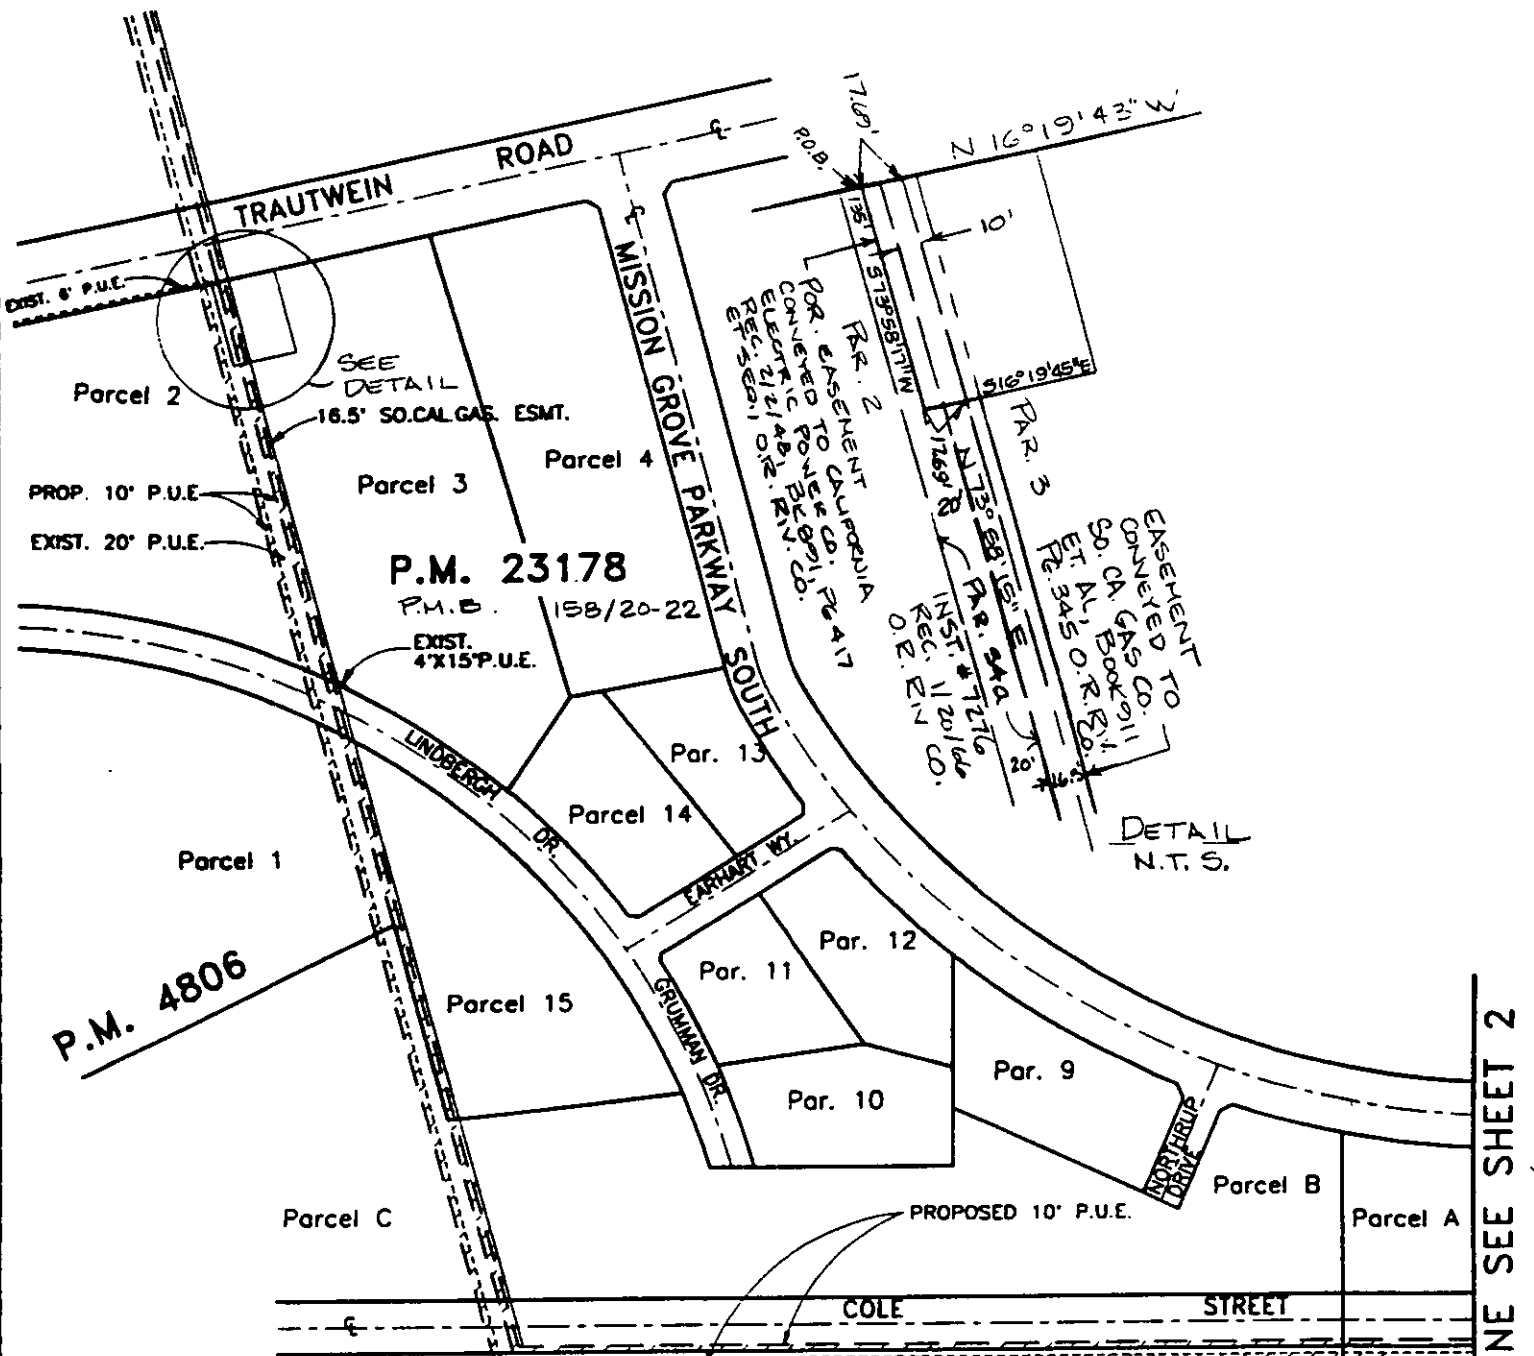 TRAUTWEIN ROAD
℄
℄
MISSION GROVE PARKWAY SOUTH
EXIST. 6' P.U.E.
SEE
DETAIL
Parcel 2
16.5' SO.CAL.GAS. ESMT.
Parcel 3
Parcel 4
PROP. 10' P.U.E
EXIST. 20' P.U.E.
P.M. 23178
P.M.B. 158/20-22
EXIST.
4'X15'P.U.E.
LINDBERGH DR.
Par. 13
Parcel 14
EARHART WY.
Parcel 1
P.M. 4806
Par. 12
Par. 11
Parcel 15
GRUMMAN DR.
Par. 10
Par. 9
NORTHRUP
DRIVE
Parcel B
Parcel A
Parcel C
PROPOSED 10' P.U.E.
℄
COLE STREET
NE SEE SHEET 2
17.69'
P.O.B.
N 16°19'43" W
10'
135'
S73°58'17"W
S16°19'45"E
PAR. 2
POR. EASEMENT
CONVEYED TO CALIFORNIA
ELECTRIC POWER CO.
REC. 2/2/48, BK 891, PG 417
ET SEQ., O.R. RIV. CO.
PAR. 3
17.69'
20'
N 73° 58' 15" E
PAR. 34a
INST. # 7276
REC. 1/20/66
O.R. RIV CO.
EASEMENT
CONVEYED TO
SO. CA. GAS CO.
ET. AL, BOOK 911
PG. 345 O.R. RIV. CO.
20'
16.5'
DETAIL
N.T.S.